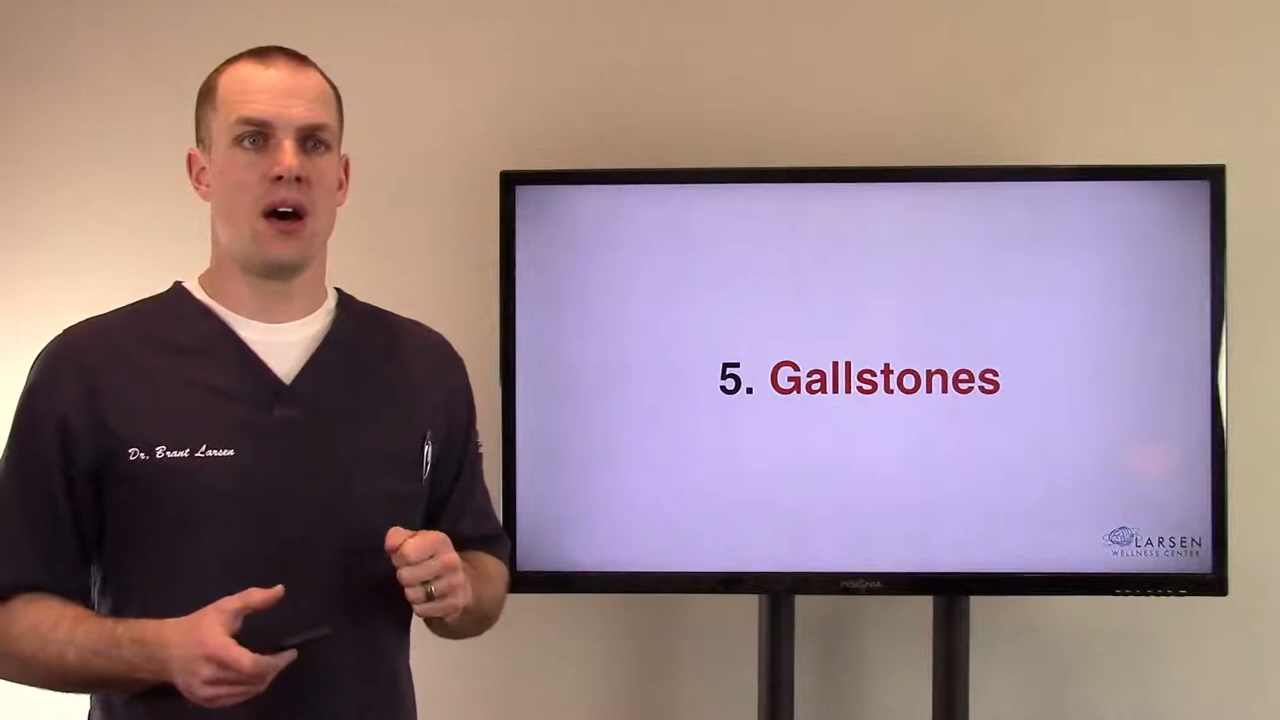 Dr. Brant Larsen
5. Gallstones
LARSEN
WELLNESS CENTER
INSIGNIA